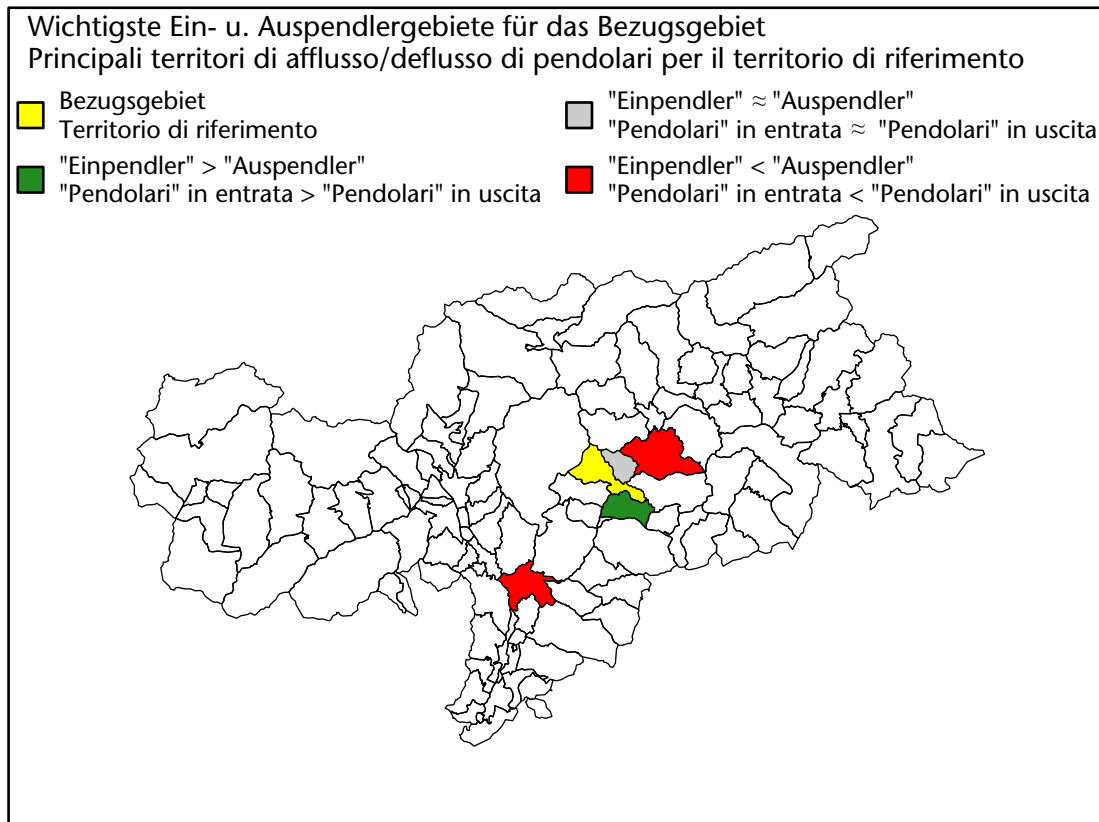 Wichtigste Ein- u. Auspendlergebiete für das Bezugsgebiet
Principali territori di afflusso/deflusso di pendolari per il territorio di riferimento
Bezugsgebiet
Territorio di riferimento
"Einpendler" > "Auspendler"
"Pendolari" in entrata > "Pendolari" in uscita
"Einpendler" ≈ "Auspendler"
"Pendolari" in entrata ≈ "Pendolari" in uscita
"Einpendler" < "Auspendler"
"Pendolari" in entrata < "Pendolari" in uscita